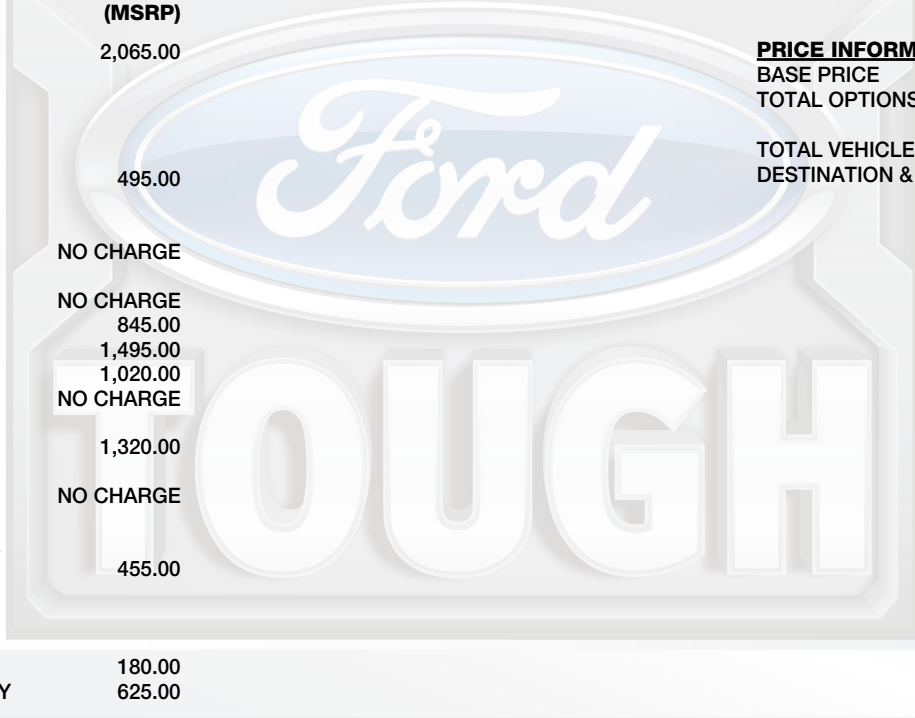 (MSRP)
2,065.00
495.00
NO CHARGE
NO CHARGE
845.00
1,495.00
1,020.00
NO CHARGE
1,320.00
NO CHARGE
455.00
180.00
Y 625.00
PRICE INFORM
BASE PRICE
TOTAL OPTIONS
TOTAL VEHICLE
DESTINATION &
Ford
TOUGH